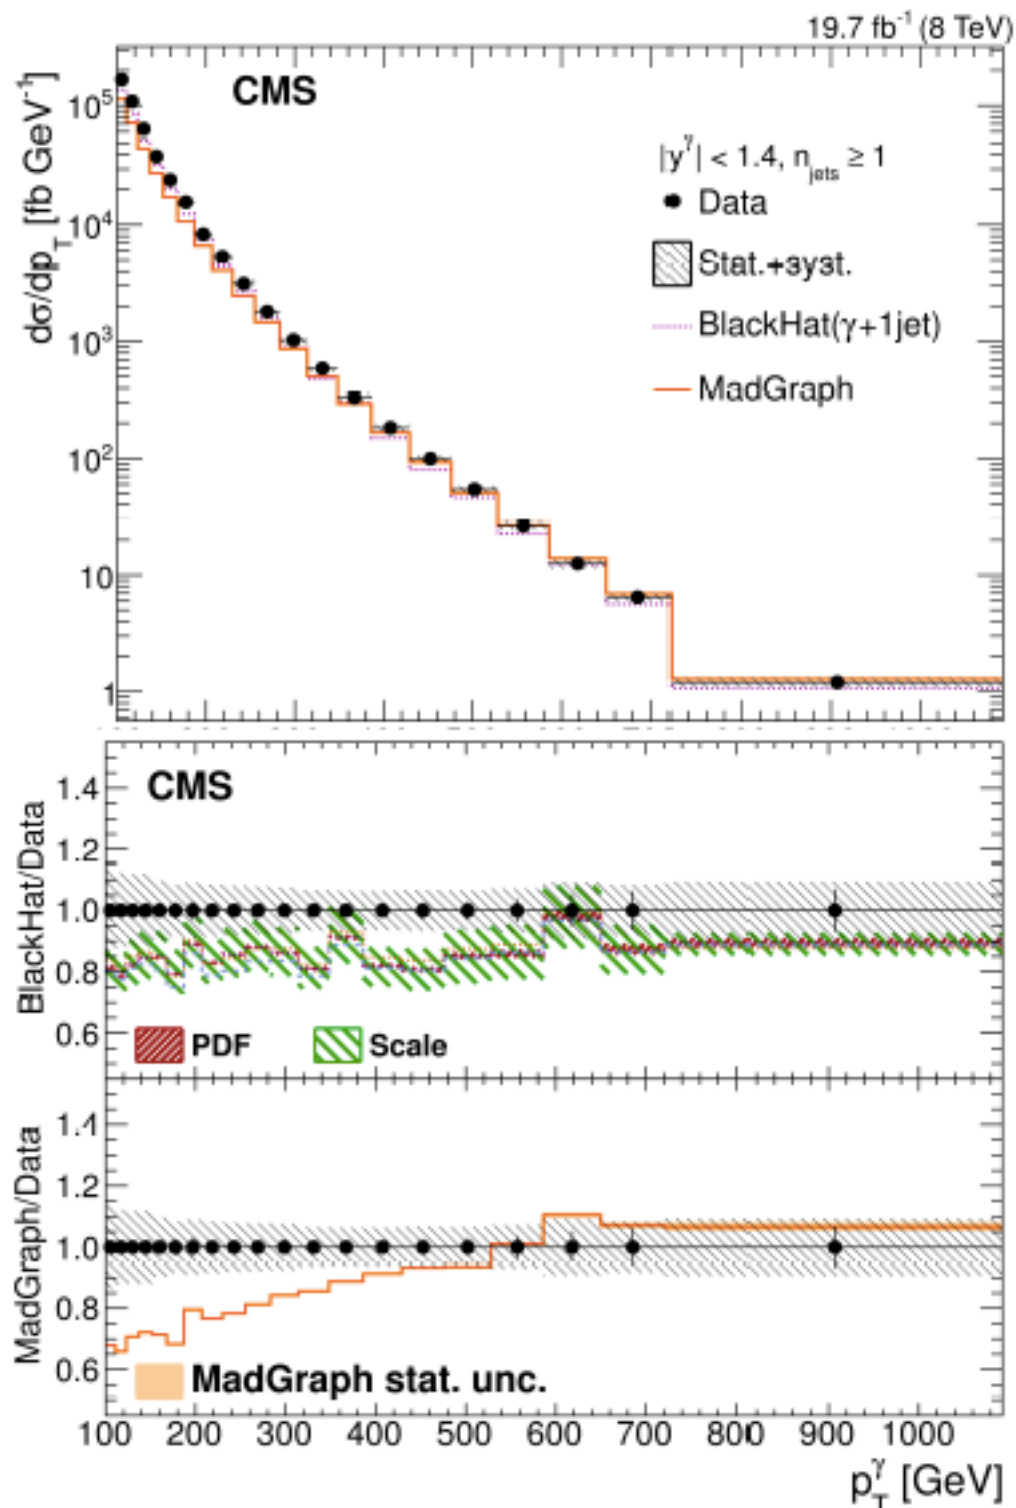 19.7 fb⁻¹ (8 TeV)
CMS
dσ/dp_T [fb GeV⁻¹]
10⁵
10⁴
10³
10²
10
1
|y^γ| < 1.4, n_jets ≥ 1
Data
Stat.+syst.
BlackHat(γ+1jet)
MadGraph
CMS
BlackHat/Data
1.4
1.2
1.0
0.8
0.6
PDF
Scale
MadGraph/Data
1.4
1.2
1.0
0.8
0.6
MadGraph stat. unc.
100 200 300 400 500 600 700 800 900 1000
p_T^γ [GeV]